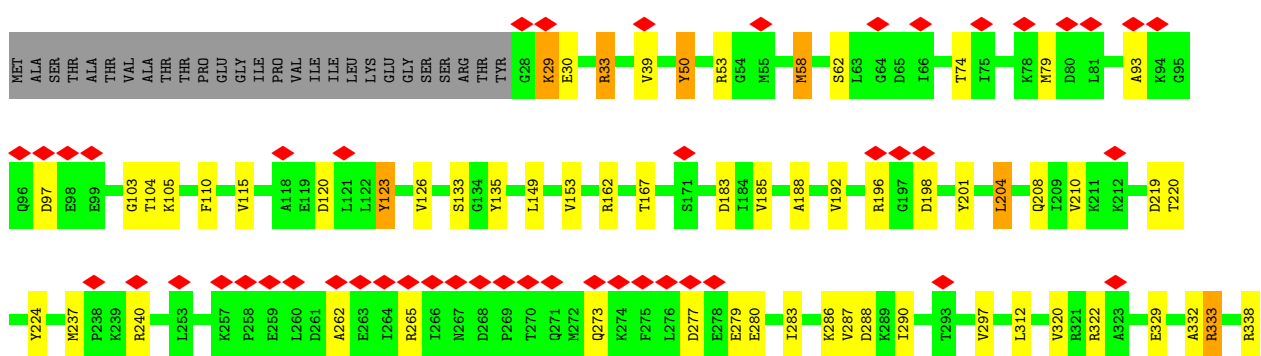 MET ALA SER THR ALA THR VAL ALA THR THR PRO GLU GLY ILE PRO VAL ILE ILE LEU LYS GLU GLY SER SER ARG THR TYR G28 K29 E30 R33 V39 Y50 R53 G54 M55 M58 S62 L63 G64 D65 I66 T74 I75 K78 M79 D80 L81 A93 K94 G95
Q96 D97 E98 E99 G103 T104 K105 F110 V115 A118 E119 D120 L121 L122 Y123 V126 S133 G134 Y135 L149 V153 R162 T167 S171 D183 I184 V185 A188 V192 R196 G197 D198 Y201 L204 Q208 I209 V210 K211 K212 D219 T220
Y224 M237 P238 K239 R240 L253 K257 P258 E259 L260 D261 A262 E263 I264 R265 I266 N267 D268 P269 T270 Q271 M272 Q273 K274 F275 L276 D277 E278 E279 E280 I283 K286 V287 D288 K289 I290 T293 V297 L312 V320 R321 R322 A323 E329 A332 R333 R338